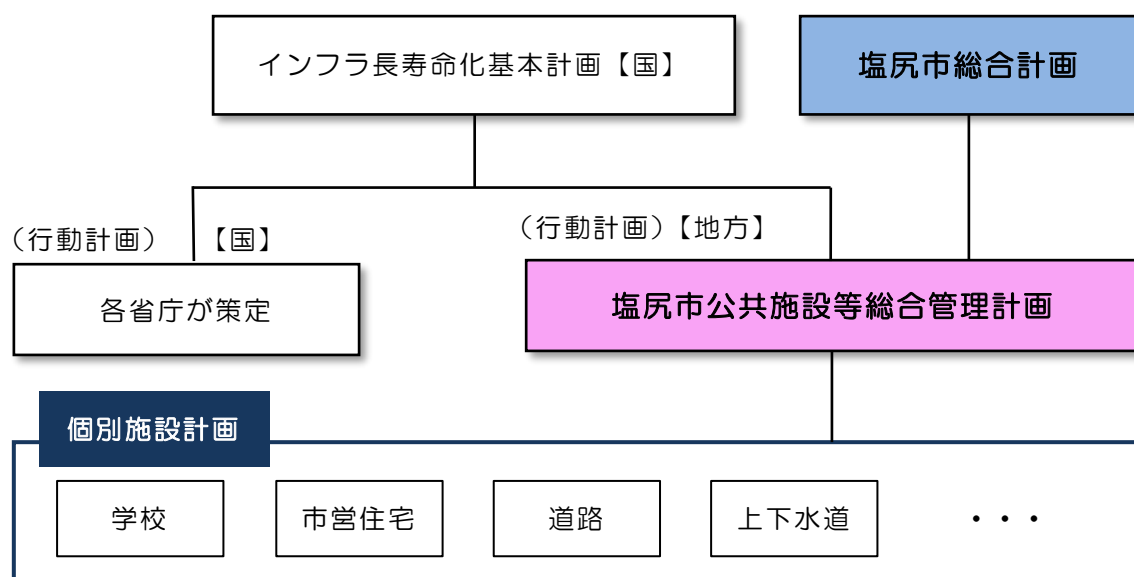 インフラ長寿命化基本計画【国】
塩尻市総合計画
（行動計画）
【国】
（行動計画）【地方】
各省庁が策定
塩尻市公共施設等総合管理計画
個別施設計画
学校
市営住宅
道路
上下水道
・・・